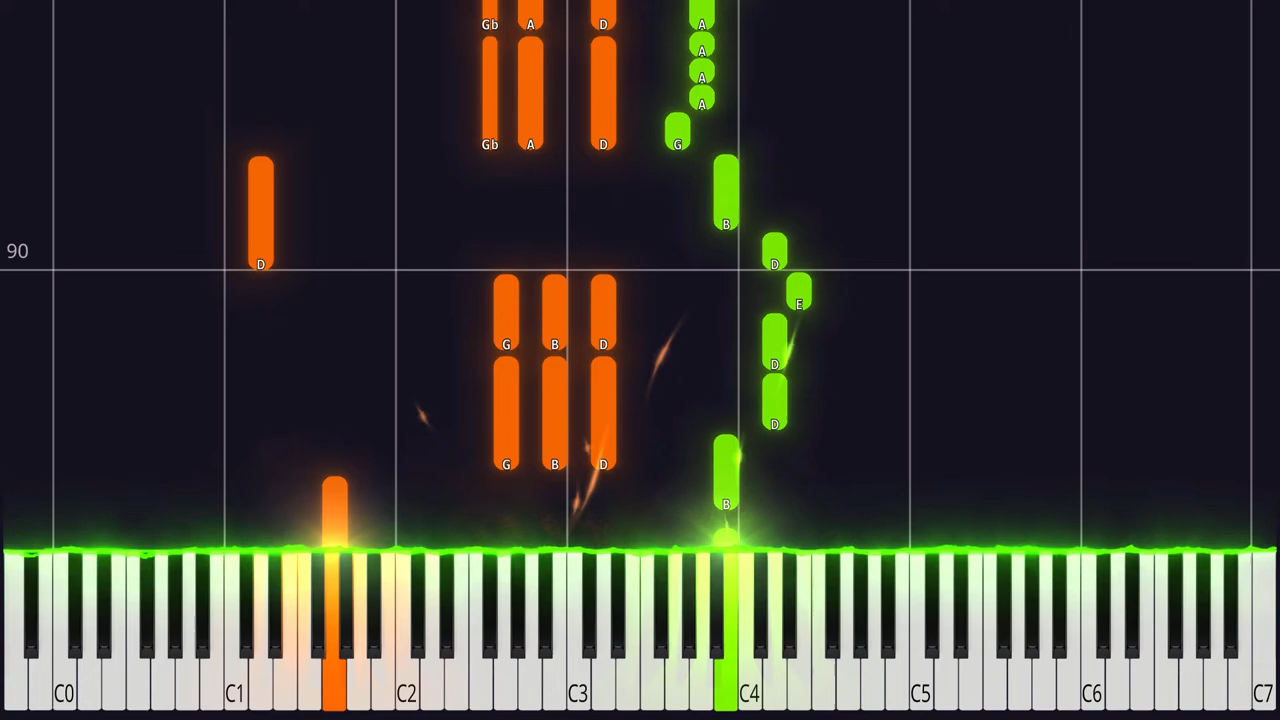 Gb A D A
A
A
A
Gb A D G
B
90
D D
E
G B D
D
D
G B D
B
C0 C1 C2 C3 C4 C5 C6 C7